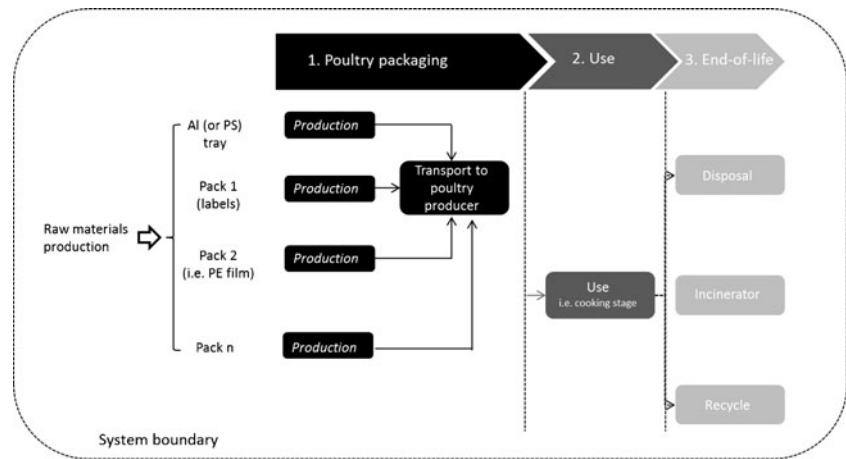 1. Poultry packaging
2. Use
3. End-of-life
Al (or PS)
tray
Production
Transport to
poultry
producer
Pack 1
(labels)
Production
Raw materials
production
Pack 2
(i.e. PE film)
Production
Pack n
Production
Use
i.e. cooking stage
Disposal
Incinerator
Recycle
System boundary